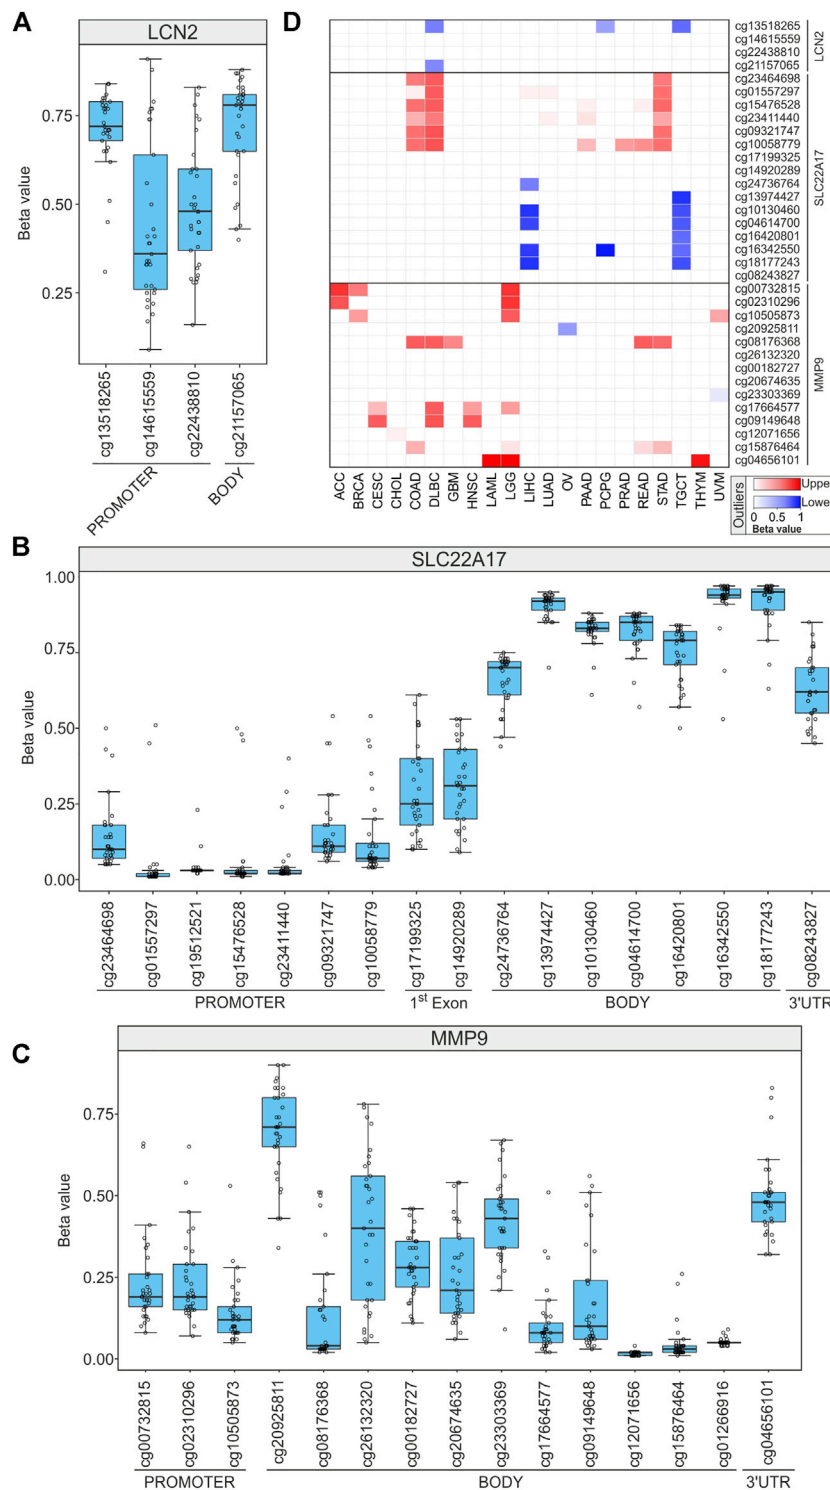 A
LCN2
0.75
0.50
0.25
Beta value
cg13518265
cg14615559
cg22438810
cg21157065
PROMOTER
BODY
D
cg13518265
cg14615559
cg22438810
cg21157065
LCN2
cg23464698
cg01557297
cg15476528
cg23411440
cg09321747
cg10058779
cg17199325
cg14920289
cg24736764
cg13974427
cg10130460
cg04614700
cg16420801
cg16342550
cg18177243
cg08243827
SLC22A17
cg00732815
cg02310296
cg10505873
cg20925811
cg08176368
cg26132320
cg00182727
cg20674635
cg23303369
cg17664577
cg09149648
cg12071656
cg15876464
cg04656101
MMP9
ACC
BRCA
CESC
CHOL
COAD
DLBC
GBM
HNSC
LAML
LGG
LIHC
LUAD
OV
PAAD
PCPG
PRAD
READ
STAD
TGCT
THYM
UVM
Outliers
Uppe
Lowe
0 0.5 1
Beta value
B
SLC22A17
1.00
0.75
0.50
0.25
0.00
Beta value
cg23464698
cg01557297
cg19512521
cg15476528
cg23411440
cg09321747
cg10058779
cg17199325
cg14920289
cg24736764
cg13974427
cg10130460
cg04614700
cg16420801
cg16342550
cg18177243
cg08243827
PROMOTER
1st Exon
BODY
3'UTR
C
MMP9
0.75
0.50
0.25
0.00
Beta value
cg00732815
cg02310296
cg10505873
cg20925811
cg08176368
cg26132320
cg00182727
cg20674635
cg23303369
cg17664577
cg09149648
cg12071656
cg15876464
cg01266916
cg04656101
PROMOTER
BODY
3'UTR